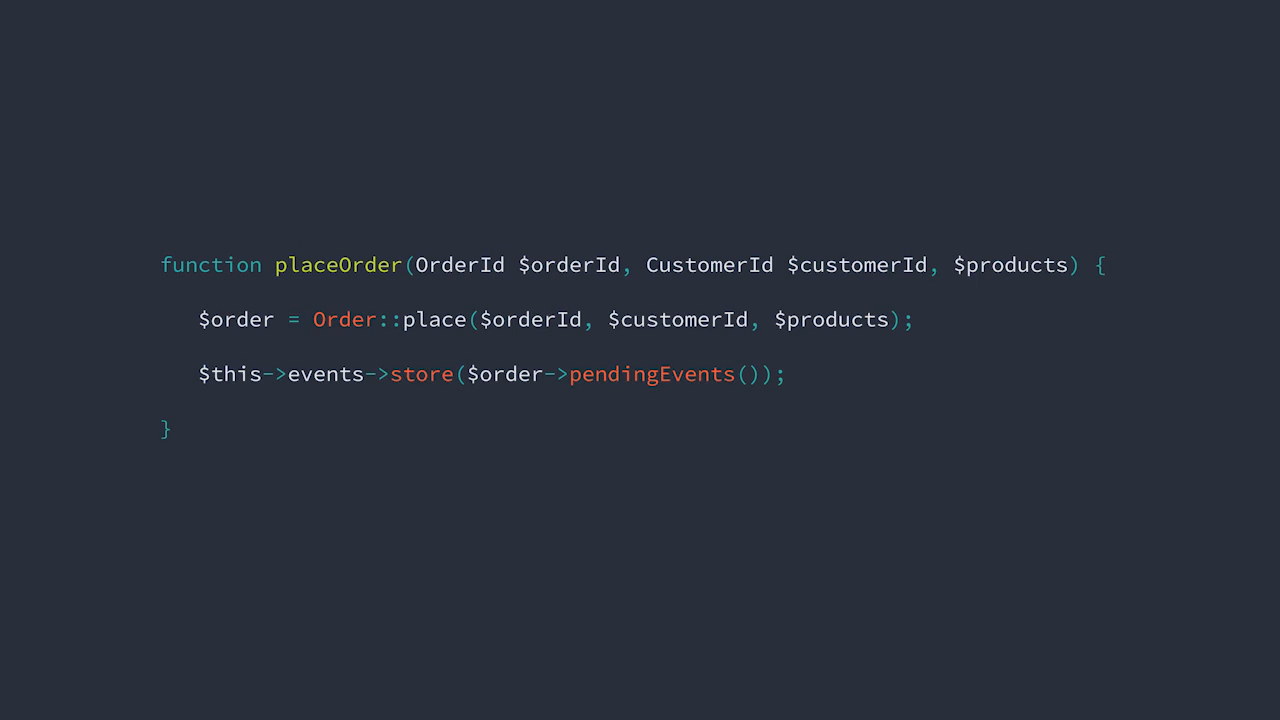 function placeOrder(OrderId $orderId, CustomerId $customerId, $products) {
$order = Order::place($orderId, $customerId, $products);
$this->events->store($order->pendingEvents());
}